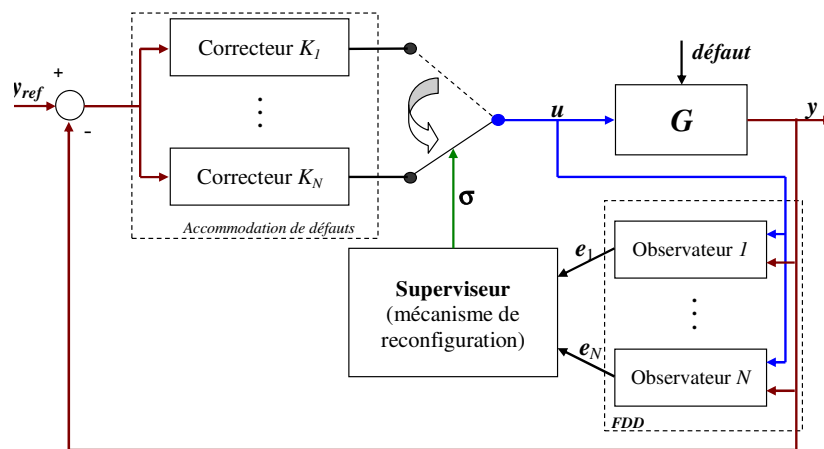 Correcteur K1
défaut
+
yref
-
u
G
y
Correcteur KN
Accommodation de défauts
σ
e1
Observateur 1
Superviseur
(mécanisme de
reconfiguration)
eN
Observateur N
FDD